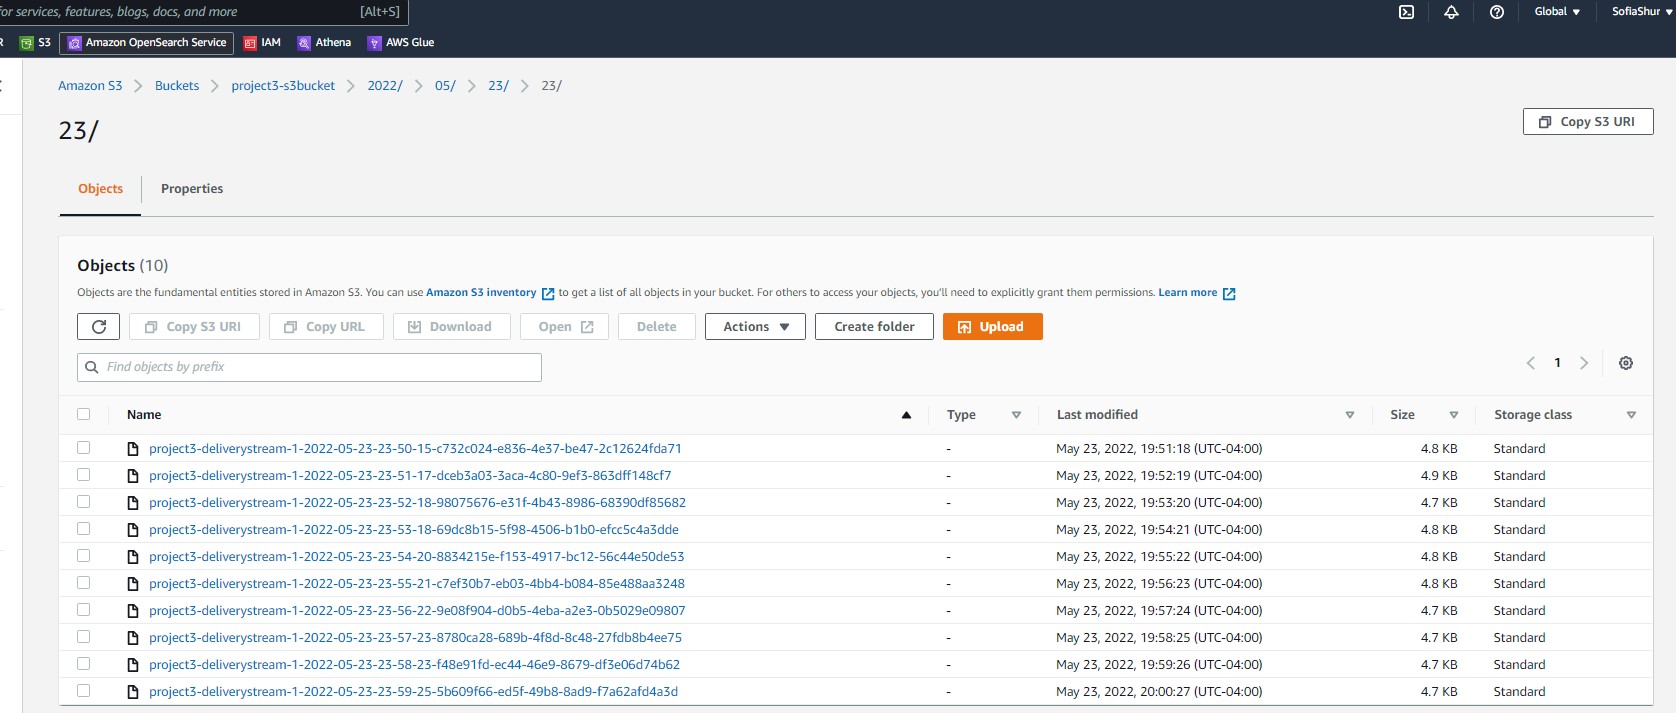 for services, features, blogs, docs, and more [Alt+S] Global SofiaShur
R S3 Amazon OpenSearch Service IAM Athena AWS Glue
Amazon S3 Buckets project3-s3bucket 2022/ 05/ 23/ 23/
23/
Copy S3 URI
Objects Properties
Objects (10)
Objects are the fundamental entities stored in Amazon S3. You can use Amazon S3 inventory to get a list of all objects in your bucket. For others to access your objects, you'll need to explicitly grant them permissions. Learn more
Copy S3 URI Copy URL Download Open Delete Actions Create folder Upload
Find objects by prefix 1
Name Type Last modified Size Storage class
project3-deliverystream-1-2022-05-23-23-50-15-c732c024-e836-4e37-be47-2c12624fda71 - May 23, 2022, 19:51:18 (UTC-04:00) 4.8 KB Standard
project3-deliverystream-1-2022-05-23-23-51-17-dceb3a03-3aca-4c80-9ef3-863dff148cf7 - May 23, 2022, 19:52:19 (UTC-04:00) 4.9 KB Standard
project3-deliverystream-1-2022-05-23-23-52-18-98075676-e31f-4b43-8986-68390df85682 - May 23, 2022, 19:53:20 (UTC-04:00) 4.7 KB Standard
project3-deliverystream-1-2022-05-23-23-53-18-69dc8b15-5f98-4506-b1b0-efcc5c4a3dde - May 23, 2022, 19:54:21 (UTC-04:00) 4.8 KB Standard
project3-deliverystream-1-2022-05-23-23-54-20-8834215e-f153-4917-bc12-56c44e50de53 - May 23, 2022, 19:55:22 (UTC-04:00) 4.8 KB Standard
project3-deliverystream-1-2022-05-23-23-55-21-c7ef30b7-eb03-4bb4-b084-85e488aa3248 - May 23, 2022, 19:56:23 (UTC-04:00) 4.8 KB Standard
project3-deliverystream-1-2022-05-23-23-56-22-9e08f904-d0b5-4eba-a2e3-0b5029e09807 - May 23, 2022, 19:57:24 (UTC-04:00) 4.7 KB Standard
project3-deliverystream-1-2022-05-23-23-57-23-8780ca28-689b-4f8d-8c48-27fdb8b4ee75 - May 23, 2022, 19:58:25 (UTC-04:00) 4.7 KB Standard
project3-deliverystream-1-2022-05-23-23-58-23-f48e91fd-ec44-46e9-8679-df3e06d74b62 - May 23, 2022, 19:59:26 (UTC-04:00) 4.7 KB Standard
project3-deliverystream-1-2022-05-23-23-59-25-5b609f66-ed5f-49b8-8ad9-f7a62afd4a3d - May 23, 2022, 20:00:27 (UTC-04:00) 4.7 KB Standard